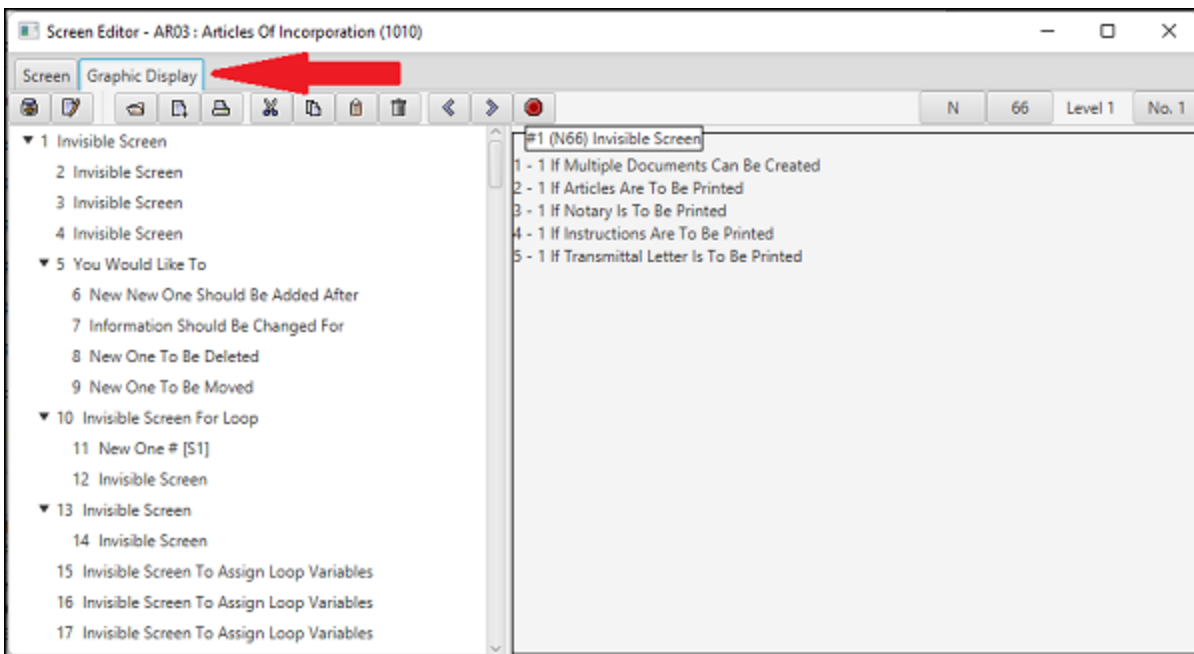 Screen Editor - AR03 : Articles Of Incorporation (1010)
Screen Graphic Display
N 66 Level 1 No. 1
1 Invisible Screen
2 Invisible Screen
3 Invisible Screen
4 Invisible Screen
5 You Would Like To
6 New New One Should Be Added After
7 Information Should Be Changed For
8 New One To Be Deleted
9 New One To Be Moved
10 Invisible Screen For Loop
11 New One # [S1]
12 Invisible Screen
13 Invisible Screen
14 Invisible Screen
15 Invisible Screen To Assign Loop Variables
16 Invisible Screen To Assign Loop Variables
17 Invisible Screen To Assign Loop Variables
#1 (N66) Invisible Screen
1 - 1 If Multiple Documents Can Be Created
2 - 1 If Articles Are To Be Printed
3 - 1 If Notary Is To Be Printed
4 - 1 If Instructions Are To Be Printed
5 - 1 If Transmittal Letter Is To Be Printed